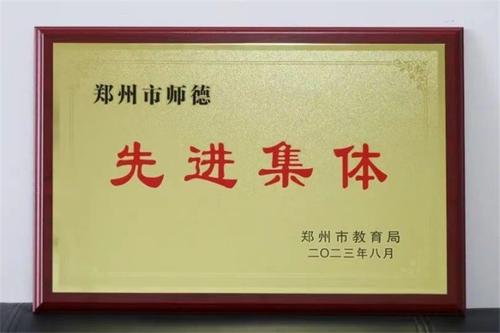 郑州市师德
先进集体
郑州市教育局
二〇二三年八月